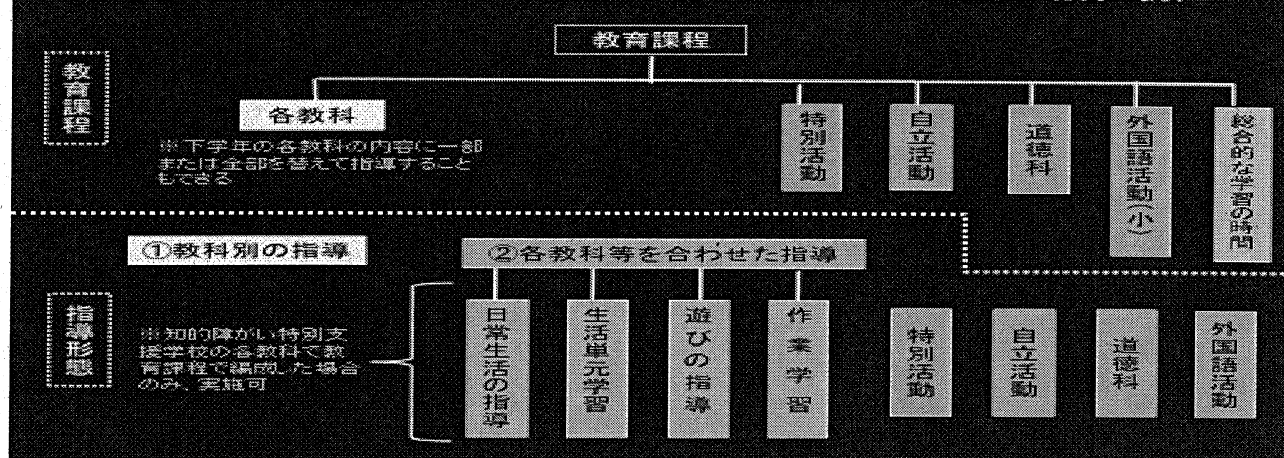 教育課程
教育課程
各教科
※下学年の各教科の内容に一部
または全部を替えて指導すること
もできる
特別活動
自立活動
道徳科
外国語活動(小)
総合的な学習の時間
①教科別の指導
②各教科等を合わせた指導
指導形態
※知的障がい特別支
援学校の各教科で教
育課程で編成した場合
のみ、実施可
日常生活の指導
生活単元学習
遊びの指導
作業学習
特別活動
自立活動
道徳科
外国語活動